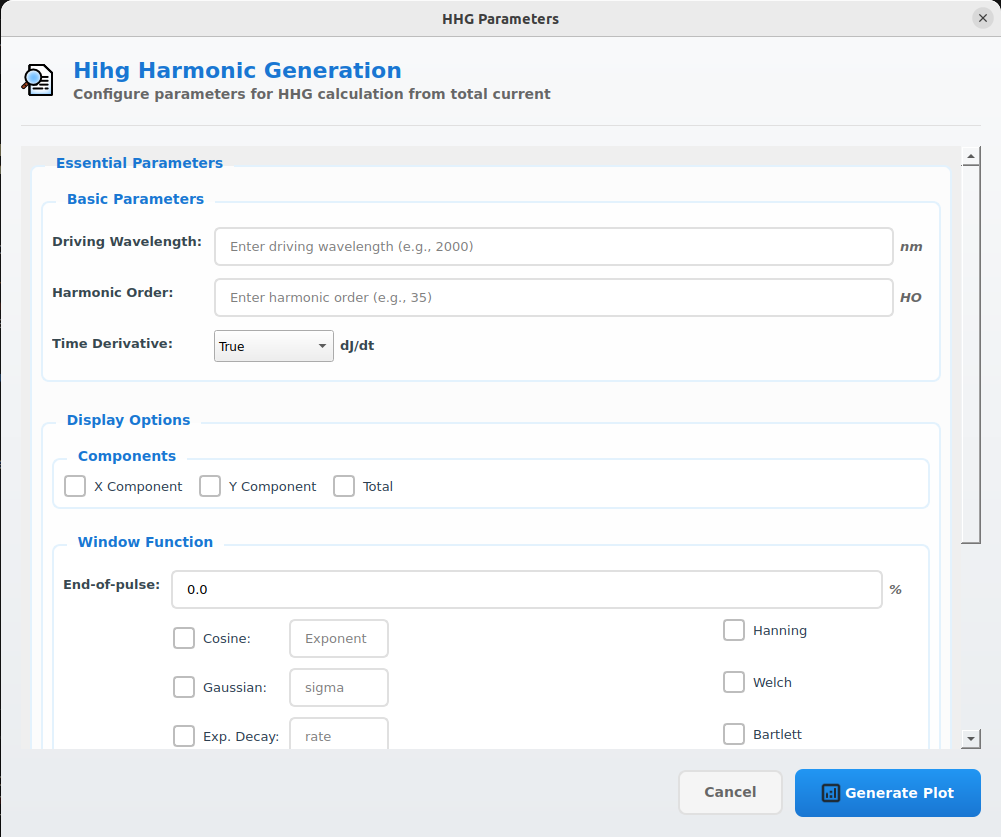 HHG Parameters
Hihg Harmonic Generation
Configure parameters for HHG calculation from total current
Essential Parameters
Basic Parameters
Driving Wavelength: Enter driving wavelength (e.g., 2000) nm
Harmonic Order: Enter harmonic order (e.g., 35) HO
Time Derivative: True dJ/dt
Display Options
Components
X Component Y Component Total
Window Function
End-of-pulse: 0.0 %
Cosine: Exponent Hanning
Gaussian: sigma Welch
Exp. Decay: rate Bartlett
Cancel Generate Plot